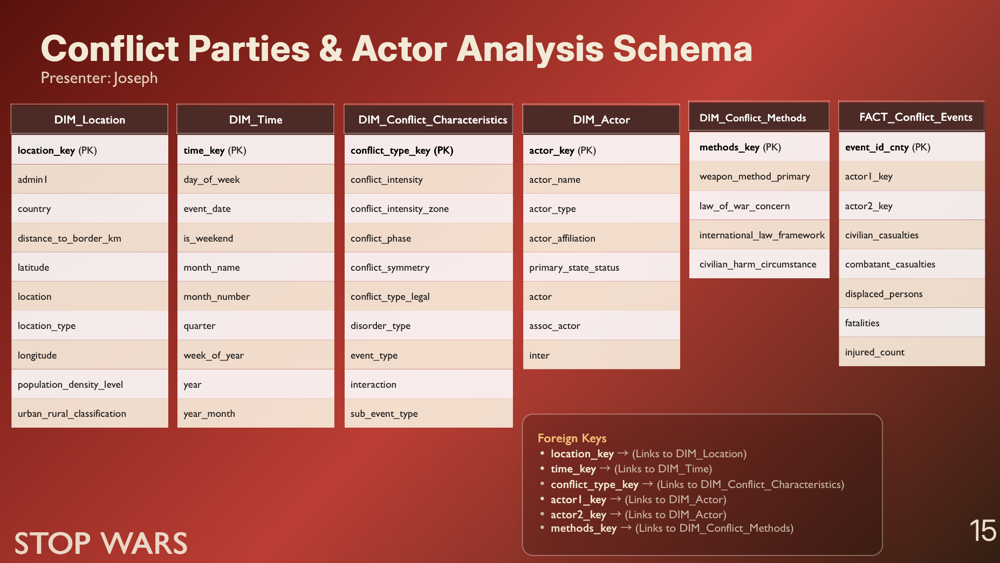 Conflict Parties & Actor Analysis Schema
Presenter: Joseph
DIM_Location
location_key (PK)
admin1
country
distance_to_border_km
latitude
location
location_type
longitude
population_density_level
urban_rural_classification
DIM_Time
time_key (PK)
day_of_week
event_date
is_weekend
month_name
month_number
quarter
week_of_year
year
year_month
DIM_Conflict_Characteristics
conflict_type_key (PK)
conflict_intensity
conflict_intensity_zone
conflict_phase
conflict_symmetry
conflict_type_legal
disorder_type
event_type
interaction
sub_event_type
DIM_Actor
actor_key (PK)
actor_name
actor_type
actor_affiliation
primary_state_status
actor
assoc_actor
inter
DIM_Conflict_Methods
methods_key (PK)
weapon_method_primary
law_of_war_concern
international_law_framework
civilian_harm_circumstance
FACT_Conflict_Events
event_id_cnty (PK)
actor1_key
actor2_key
civilian_casualties
combatant_casualties
displaced_persons
fatalities
injured_count
Foreign Keys
• location_key → (Links to DIM_Location)
• time_key → (Links to DIM_Time)
• conflict_type_key → (Links to DIM_Conflict_Characteristics)
• actor1_key → (Links to DIM_Actor)
• actor2_key → (Links to DIM_Actor)
• methods_key → (Links to DIM_Conflict_Methods)
STOP WARS
15